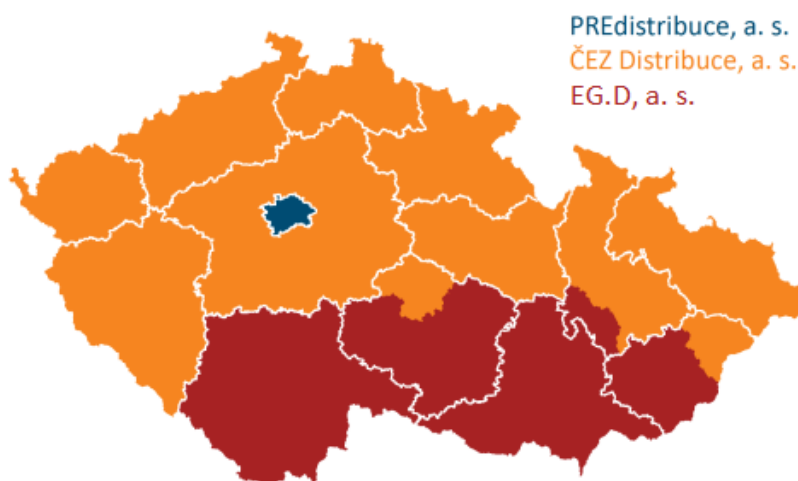 PREdistribuce, a. s.
ČEZ Distribuce, a. s.
EG.D, a. s.